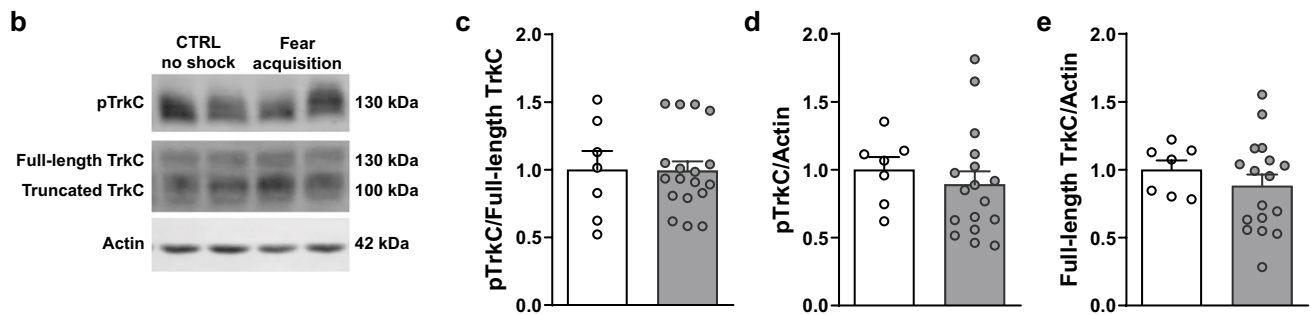 b
CTRL
no shock
Fear
acquisition
pTrkC
130 kDa
Full-length TrkC
130 kDa
Truncated TrkC
100 kDa
Actin
42 kDa
c
pTrkC/Full-length TrkC
2.0
1.5
1.0
0.5
0.0
d
pTrkC/Actin
2.0
1.5
1.0
0.5
0.0
e
Full-length TrkC/Actin
2.0
1.5
1.0
0.5
0.0